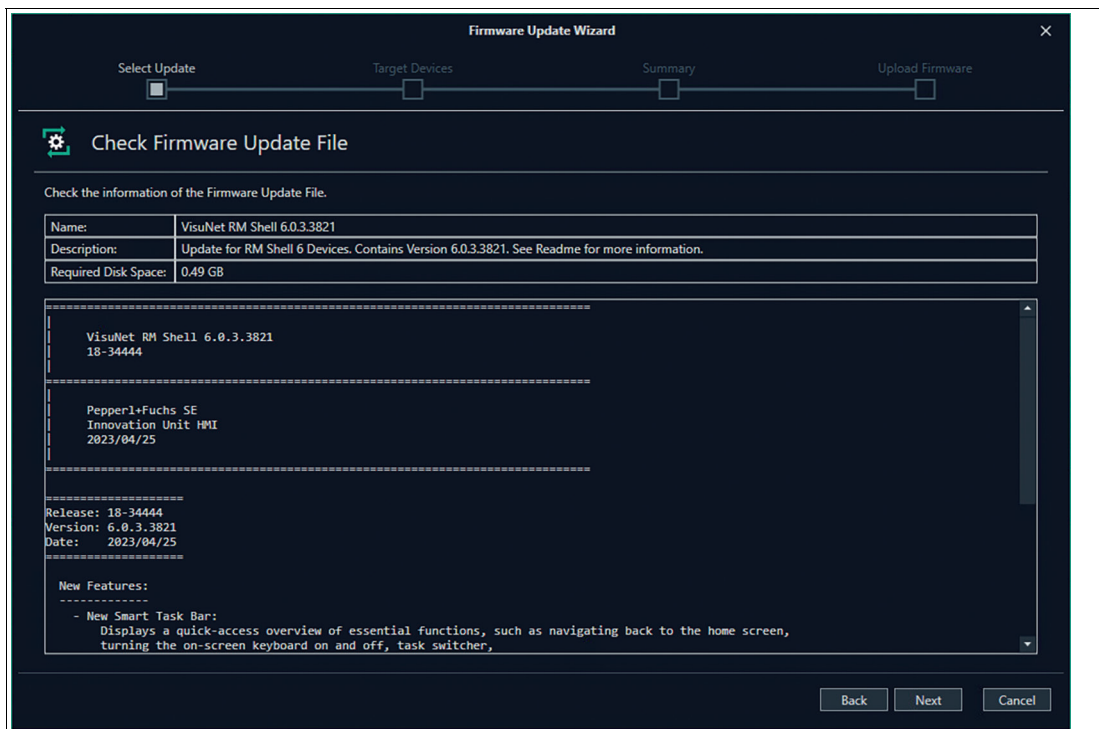 Firmware Update Wizard
Select Update Target Devices Summary Upload Firmware
Check Firmware Update File
Check the information of the Firmware Update File.
Name: VisuNet RM Shell 6.0.3.3821
Description: Update for RM Shell 6 Devices. Contains Version 6.0.3.3821. See Readme for more information.
Required Disk Space: 0.49 GB
===============================================================================
|
| VisuNet RM Shell 6.0.3.3821
| 18-34444
|
===============================================================================
|
| Pepperl+Fuchs SE
| Innovation Unit HMI
| 2023/04/25
|
===============================================================================
====================
Release: 18-34444
Version: 6.0.3.3821
Date: 2023/04/25
====================
New Features:
-------------
- New Smart Task Bar:
Displays a quick-access overview of essential functions, such as navigating back to the home screen,
turning the on-screen keyboard on and off, task switcher,
Back Next Cancel